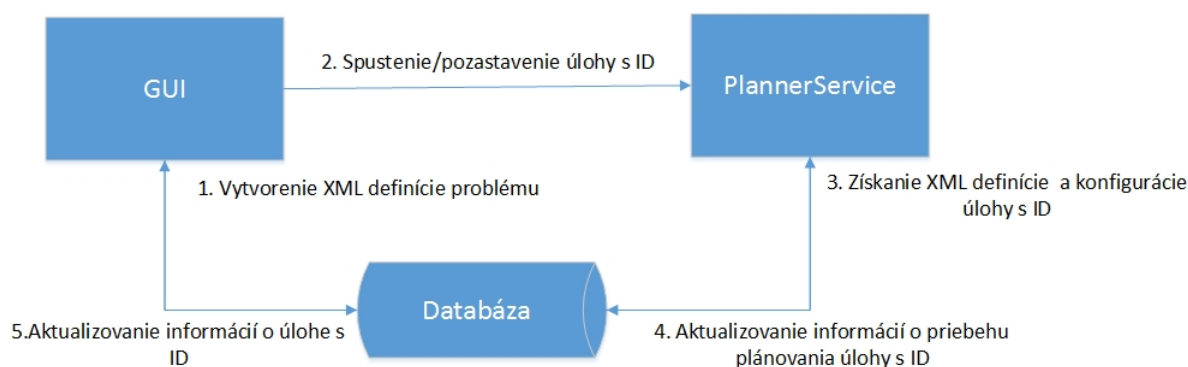 GUI
2. Spustenie/pozastavenie úlohy s ID
PlannerService
1. Vytvorenie XML definície problému
3. Získanie XML definície  a konfigurácie
úlohy s ID
Databáza
5.Aktualizovanie informácií o úlohe s
ID
4. Aktualizovanie informácií o priebehu
plánovania úlohy s ID